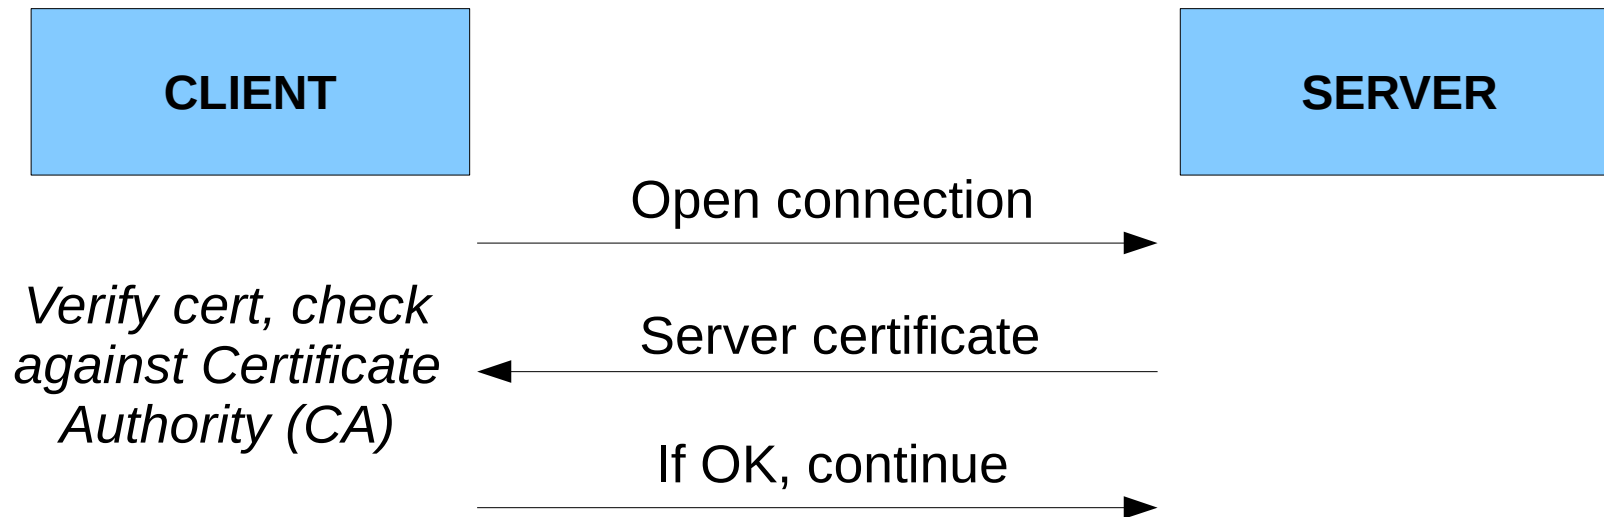 CLIENT
SERVER
Open connection
Verify cert, check
against Certificate
Authority (CA)
Server certificate
If OK, continue